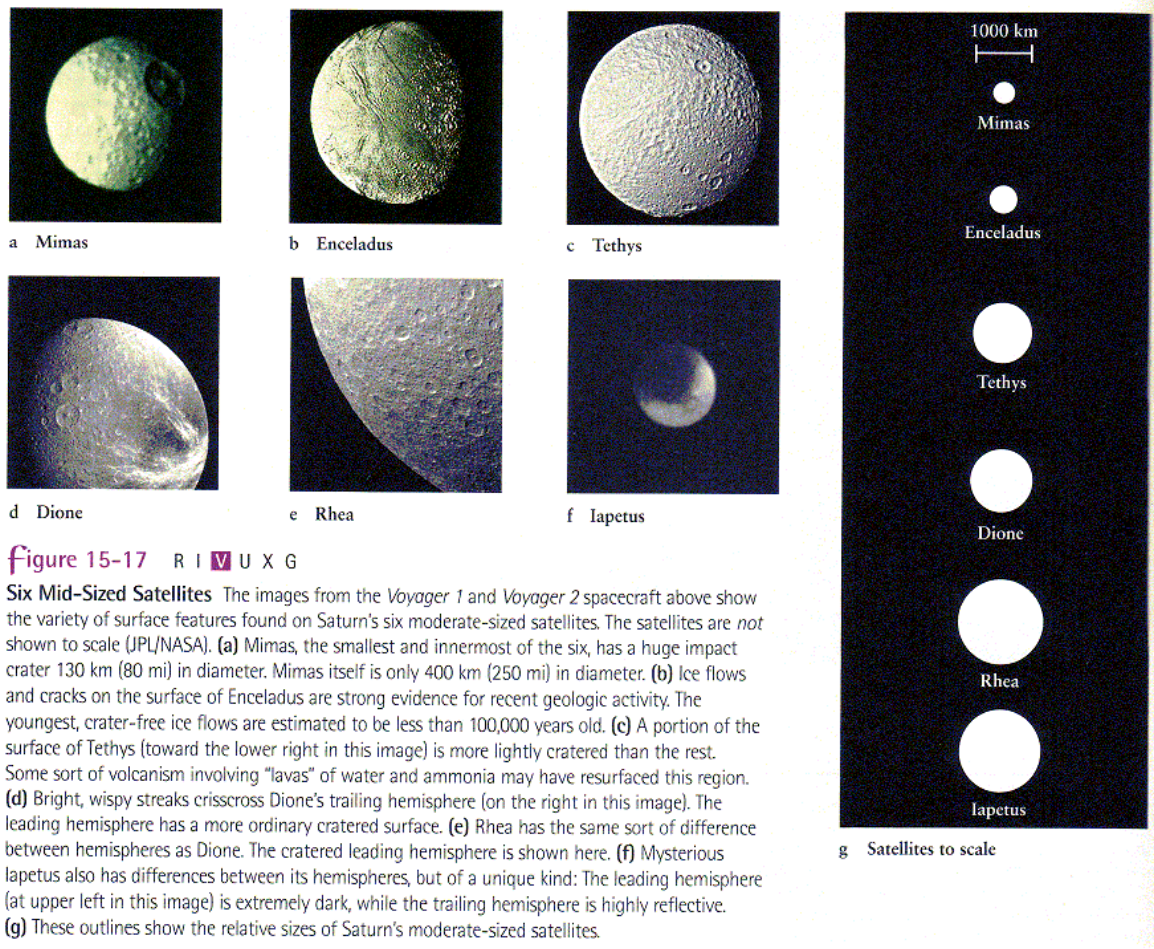 1000 km
Mimas
Enceladus
Tethys
Dione
Rhea
Iapetus
g Satellites to scale
a Mimas
b Enceladus
c Tethys
d Dione
e Rhea
f Iapetus
Figure 15-17 R I V U X G
Six Mid-Sized Satellites The images from the Voyager 1 and Voyager 2 spacecraft above show
the variety of surface features found on Saturn's six moderate-sized satellites. The satellites are not
shown to scale (JPL/NASA). (a) Mimas, the smallest and innermost of the six, has a huge impact
crater 130 km (80 mi) in diameter. Mimas itself is only 400 km (250 mi) in diameter. (b) Ice flows
and cracks on the surface of Enceladus are strong evidence for recent geologic activity. The
youngest, crater-free ice flows are estimated to be less than 100,000 years old. (c) A portion of the
surface of Tethys (toward the lower right in this image) is more lightly cratered than the rest.
Some sort of volcanism involving "lavas" of water and ammonia may have resurfaced this region.
(d) Bright, wispy streaks crisscross Dione's trailing hemisphere (on the right in this image). The
leading hemisphere has a more ordinary cratered surface. (e) Rhea has the same sort of difference
between hemispheres as Dione. The cratered leading hemisphere is shown here. (f) Mysterious
Iapetus also has differences between its hemispheres, but of a unique kind: The leading hemisphere
(at upper left in this image) is extremely dark, while the trailing hemisphere is highly reflective.
(g) These outlines show the relative sizes of Saturn's moderate-sized satellites.